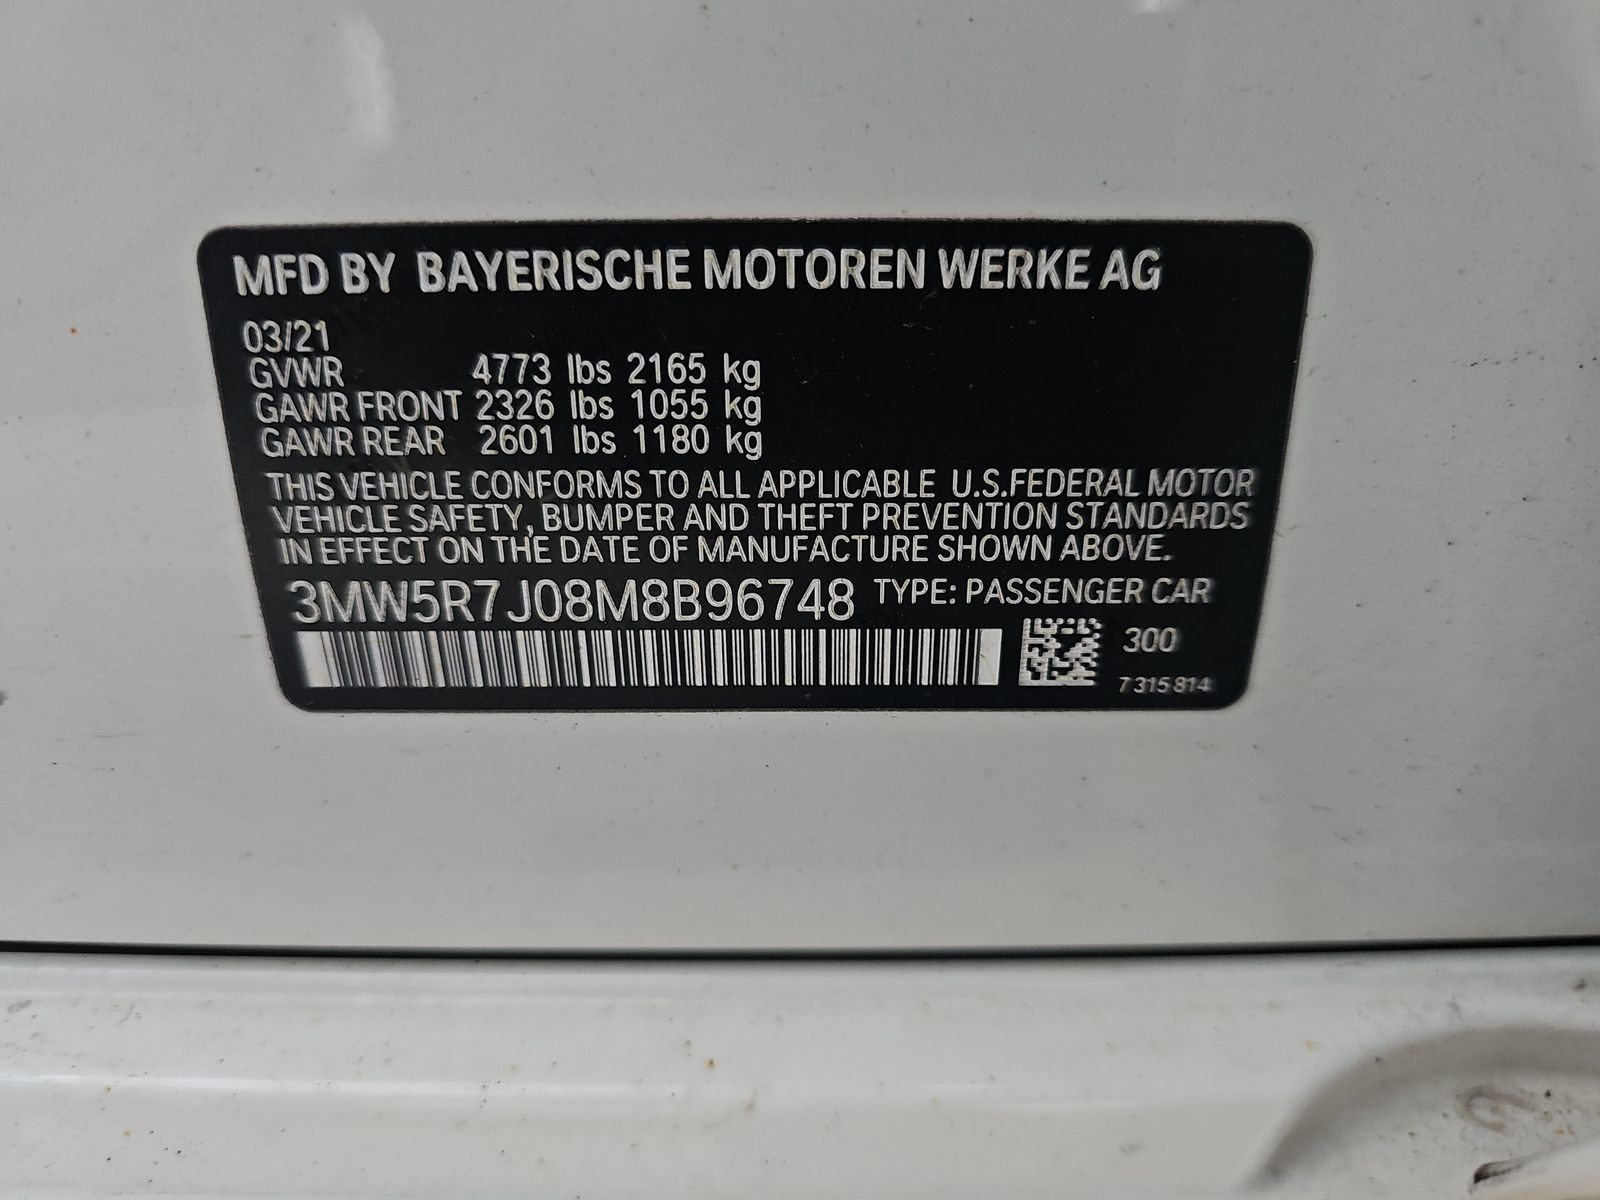 MFD BY BAYERISCHE MOTOREN WERKE AG
03/21
GVWR 4773 lbs 2165 kg
GAWR FRONT 2326 lbs 1055 kg
GAWR REAR 2601 lbs 1180 kg
THIS VEHICLE CONFORMS TO ALL APPLICABLE U.S.FEDERAL MOTOR
VEHICLE SAFETY, BUMPER AND THEFT PREVENTION STANDARDS
IN EFFECT ON THE DATE OF MANUFACTURE SHOWN ABOVE.
3MW5R7J08M8B96748 TYPE: PASSENGER CAR
300
7 315 814